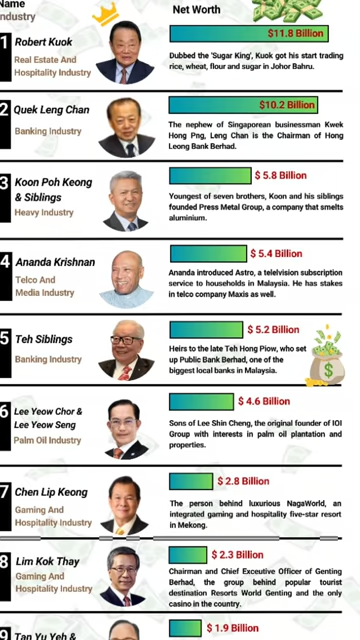 Name
Industry
Net Worth
1
Robert Kuok
Real Estate And
Hospitality Industry
$11.8 Billion
Dubbed the 'Sugar King', Kuok got his start trading
rice, wheat, flour and sugar in Johor Bahru.
2
Quek Leng Chan
Banking Industry
$10.2 Billion
The nephew of Singaporean businessman Kwek
Hong Png, Leng Chan is the Chairman of Hong
Leong Bank Berhad.
3
Koon Poh Keong
& Siblings
Heavy Industry
$ 5.8 Billion
Youngest of seven brothers, Koon and his siblings
founded Press Metal Group, a company that smelts
aluminium.
4
Ananda Krishnan
Telco And
Media Industry
$ 5.4 Billion
Ananda introduced Astro, a telelvision subscription
service to households in Malaysia. He has stakes
in telco company Maxis as well.
5
Teh Siblings
Banking Industry
$ 5.2 Billion
Heirs to the late Teh Hong Piow, who set
up Public Bank Berhad, one of the
biggest local banks in Malaysia.
$
6
Lee Yeow Chor &
Lee Yeow Seng
Palm Oil Industry
$ 4.6 Billion
Sons of Lee Shin Cheng, the original founder of IOI
Group with interests in palm oil plantation and
properties.
7
Chen Lip Keong
Gaming And
Hospitality Industry
$ 2.8 Billion
The person behind luxurious NagaWorld, an
integrated gaming and hospitality five-star resort
in Mekong.
8
Lim Kok Thay
Gaming And
Hospitality Industry
$ 2.3 Billion
Chairman and Chief Exceutive Officer of Genting
Berhad, the group behind popular tourist
destination Resorts World Genting and the only
casino in the country.
9
Tan Yu Yeh &
$ 1.9 Billion